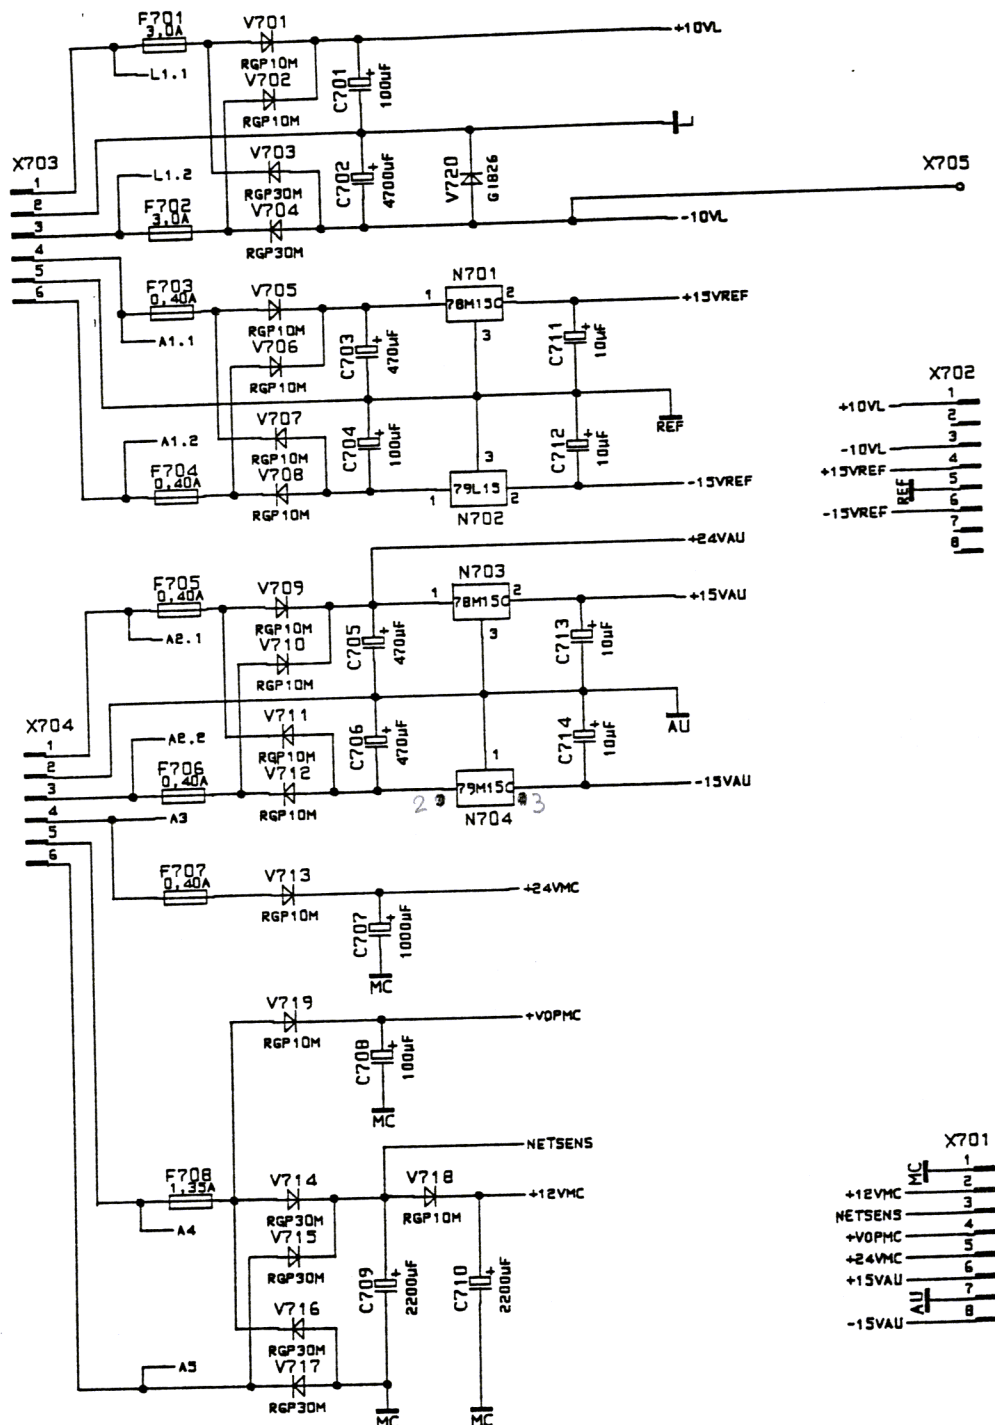 F701
3,0A
V701
RGP10M
+10VL
L1.1
V702
RGP10M
C701
100µF
L
X703
1
2
3
4
5
6
L1.2
V703
RGP30M
C702
4700µF
V720
G1826
X705
F702
3,0A
V704
RGP30M
-10VL
F703
0,40A
V705
RGP10M
1
N701
78M15C
2
3
+15VREF
A1.1
V706
RGP10M
C703
470µF
C711
10µF
REF
A1.2
V707
RGP10M
C704
100µF
C712
10µF
F704
0,40A
V708
RGP10M
3
1
79L15
2
N702
-15VREF
X702
+10VL
1
2
-10VL
3
+15VREF
4
REF
5
-15VREF
6
7
8
+24VAU
F705
0,40A
V709
RGP10M
1
N703
78M15C
2
3
+15VAU
A2.1
V710
RGP10M
C705
470µF
C713
10µF
AU
X704
1
2
3
4
5
6
A2.2
V711
RGP10M
C706
470µF
C714
10µF
F706
0,40A
V712
RGP10M
1
2
79M15C
3
N704
-15VAU
A3
F707
0,40A
V713
RGP10M
+24VMC
C707
1000µF
MC
V719
RGP10M
+V0PMC
C708
100µF
MC
NETSENS
F708
1,35A
V714
RGP30M
V718
RGP10M
+12VMC
A4
V715
RGP30M
C709
2200µF
C710
2200µF
V716
RGP30M
A5
V717
RGP30M
MC
MC
X701
MC
1
+12VMC
2
NETSENS
3
+V0PMC
4
+24VMC
5
+15VAU
6
AU
7
-15VAU
8